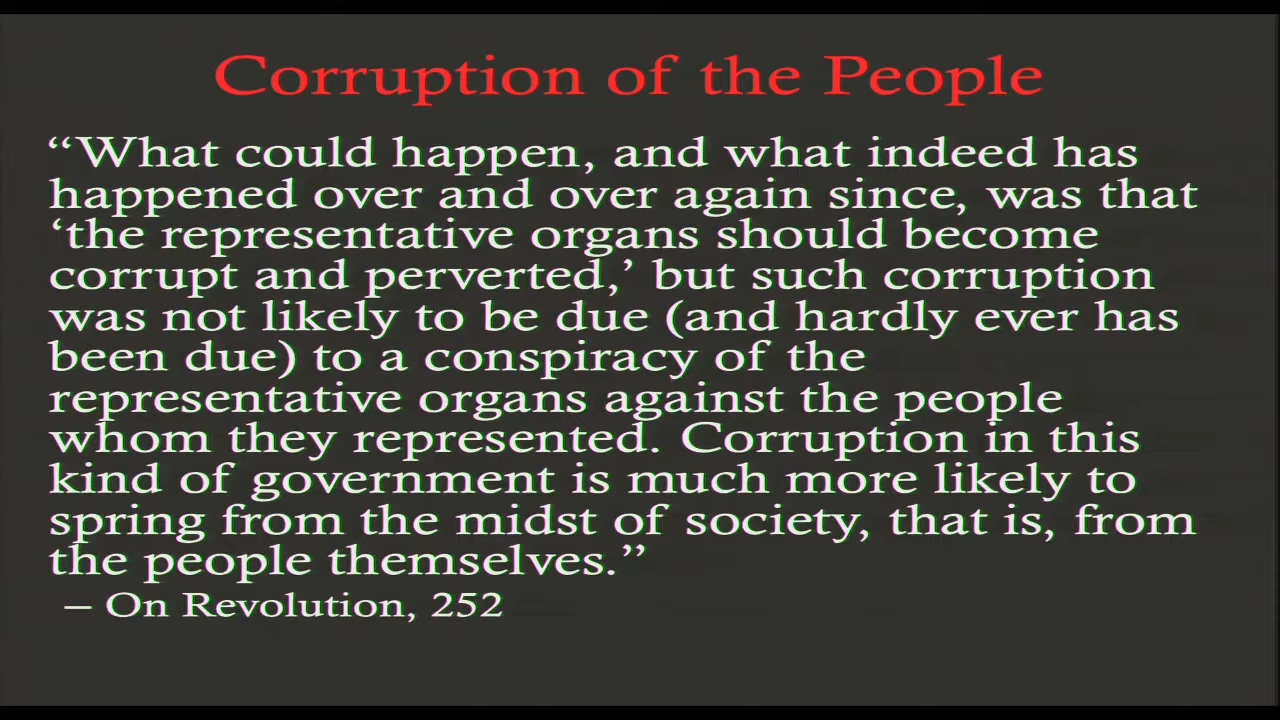 Corruption of the People
“What could happen, and what indeed has
happened over and over again since, was that
‘the representative organs should become
corrupt and perverted,’ but such corruption
was not likely to be due (and hardly ever has
been due) to a conspiracy of the
representative organs against the people
whom they represented. Corruption in this
kind of government is much more likely to
spring from the midst of society, that is, from
the people themselves.”
– On Revolution, 252